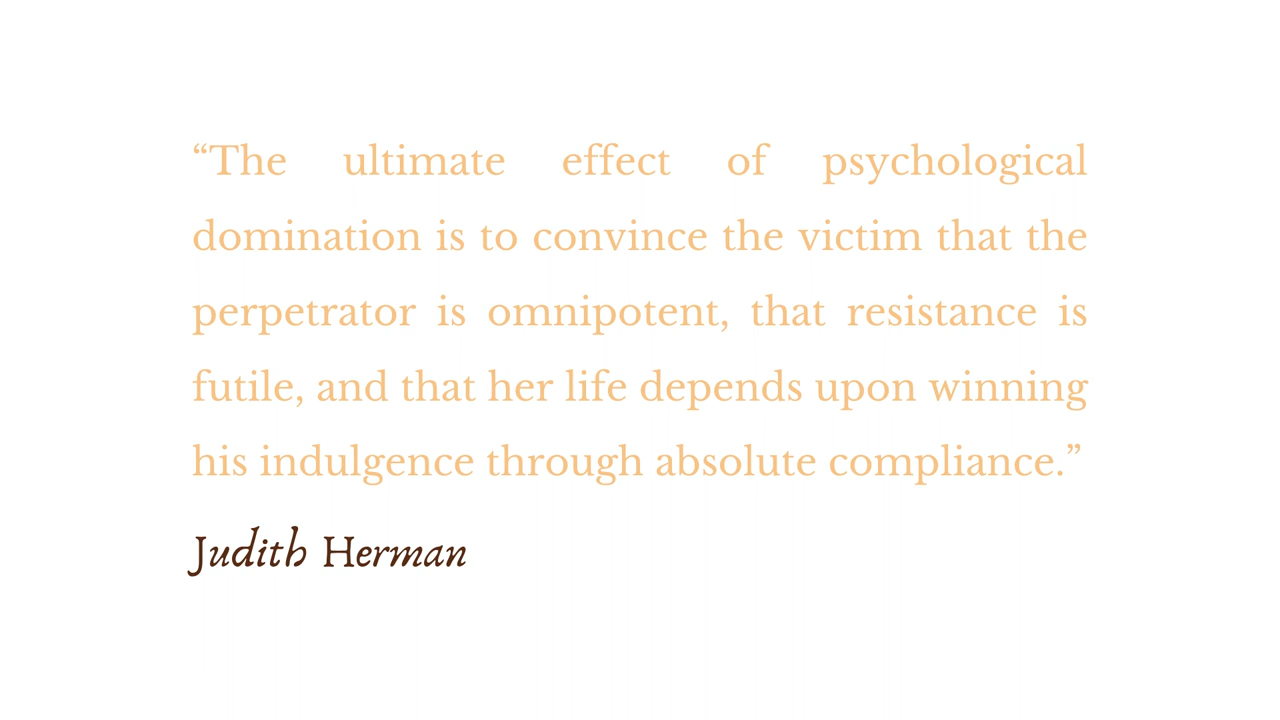 “The ultimate effect of psychological
domination is to convince the victim that the
perpetrator is omnipotent, that resistance is
futile, and that her life depends upon winning
his indulgence through absolute compliance.”
Judith Herman